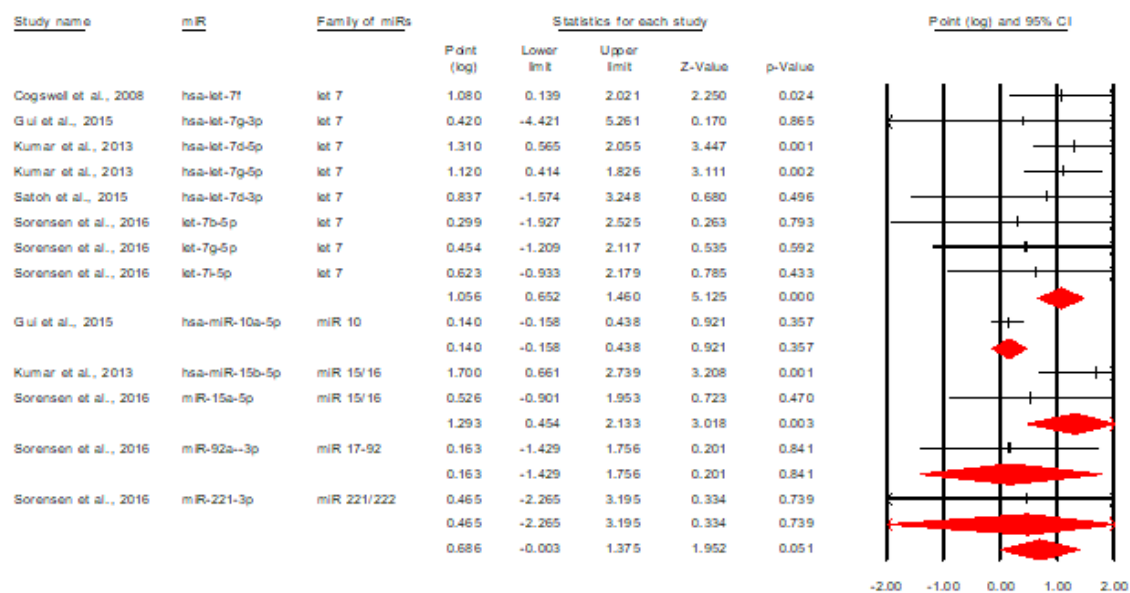 Study name miR Family of miRs Statistics for each study Point (log) and 95% CI
Point Lower Upper
(log) limit limit Z-Value p-Value
Cogswell et al., 2008 hsa-let-7f let 7 1.080 0.139 2.021 2.250 0.024
Gui et al., 2015 hsa-let-7g-3p let 7 0.420 -4.421 5.261 0.170 0.865
Kumar et al., 2013 hsa-let-7d-5p let 7 1.310 0.565 2.055 3.447 0.001
Kumar et al., 2013 hsa-let-7g-5p let 7 1.120 0.414 1.826 3.111 0.002
Satoh et al., 2015 hsa-let-7d-3p let 7 0.837 -1.574 3.248 0.680 0.496
Sorensen et al., 2016 let-7b-5p let 7 0.299 -1.927 2.525 0.263 0.793
Sorensen et al., 2016 let-7g-5p let 7 0.454 -1.209 2.117 0.535 0.592
Sorensen et al., 2016 let-7i-5p let 7 0.623 -0.933 2.179 0.785 0.433
1.056 0.652 1.460 5.125 0.000
Gui et al., 2015 hsa-miR-10a-5p miR 10 0.140 -0.158 0.438 0.921 0.357
0.140 -0.158 0.438 0.921 0.357
Kumar et al., 2013 hsa-miR-15b-5p miR 15/16 1.700 0.661 2.739 3.208 0.001
Sorensen et al., 2016 miR-15a-5p miR 15/16 0.526 -0.901 1.953 0.723 0.470
1.293 0.454 2.133 3.018 0.003
Sorensen et al., 2016 miR-92a--3p miR 17-92 0.163 -1.429 1.756 0.201 0.841
0.163 -1.429 1.756 0.201 0.841
Sorensen et al., 2016 miR-221-3p miR 221/222 0.465 -2.265 3.195 0.334 0.739
0.465 -2.265 3.195 0.334 0.739
0.686 -0.003 1.375 1.952 0.051
-2.00 -1.00 0.00 1.00 2.00